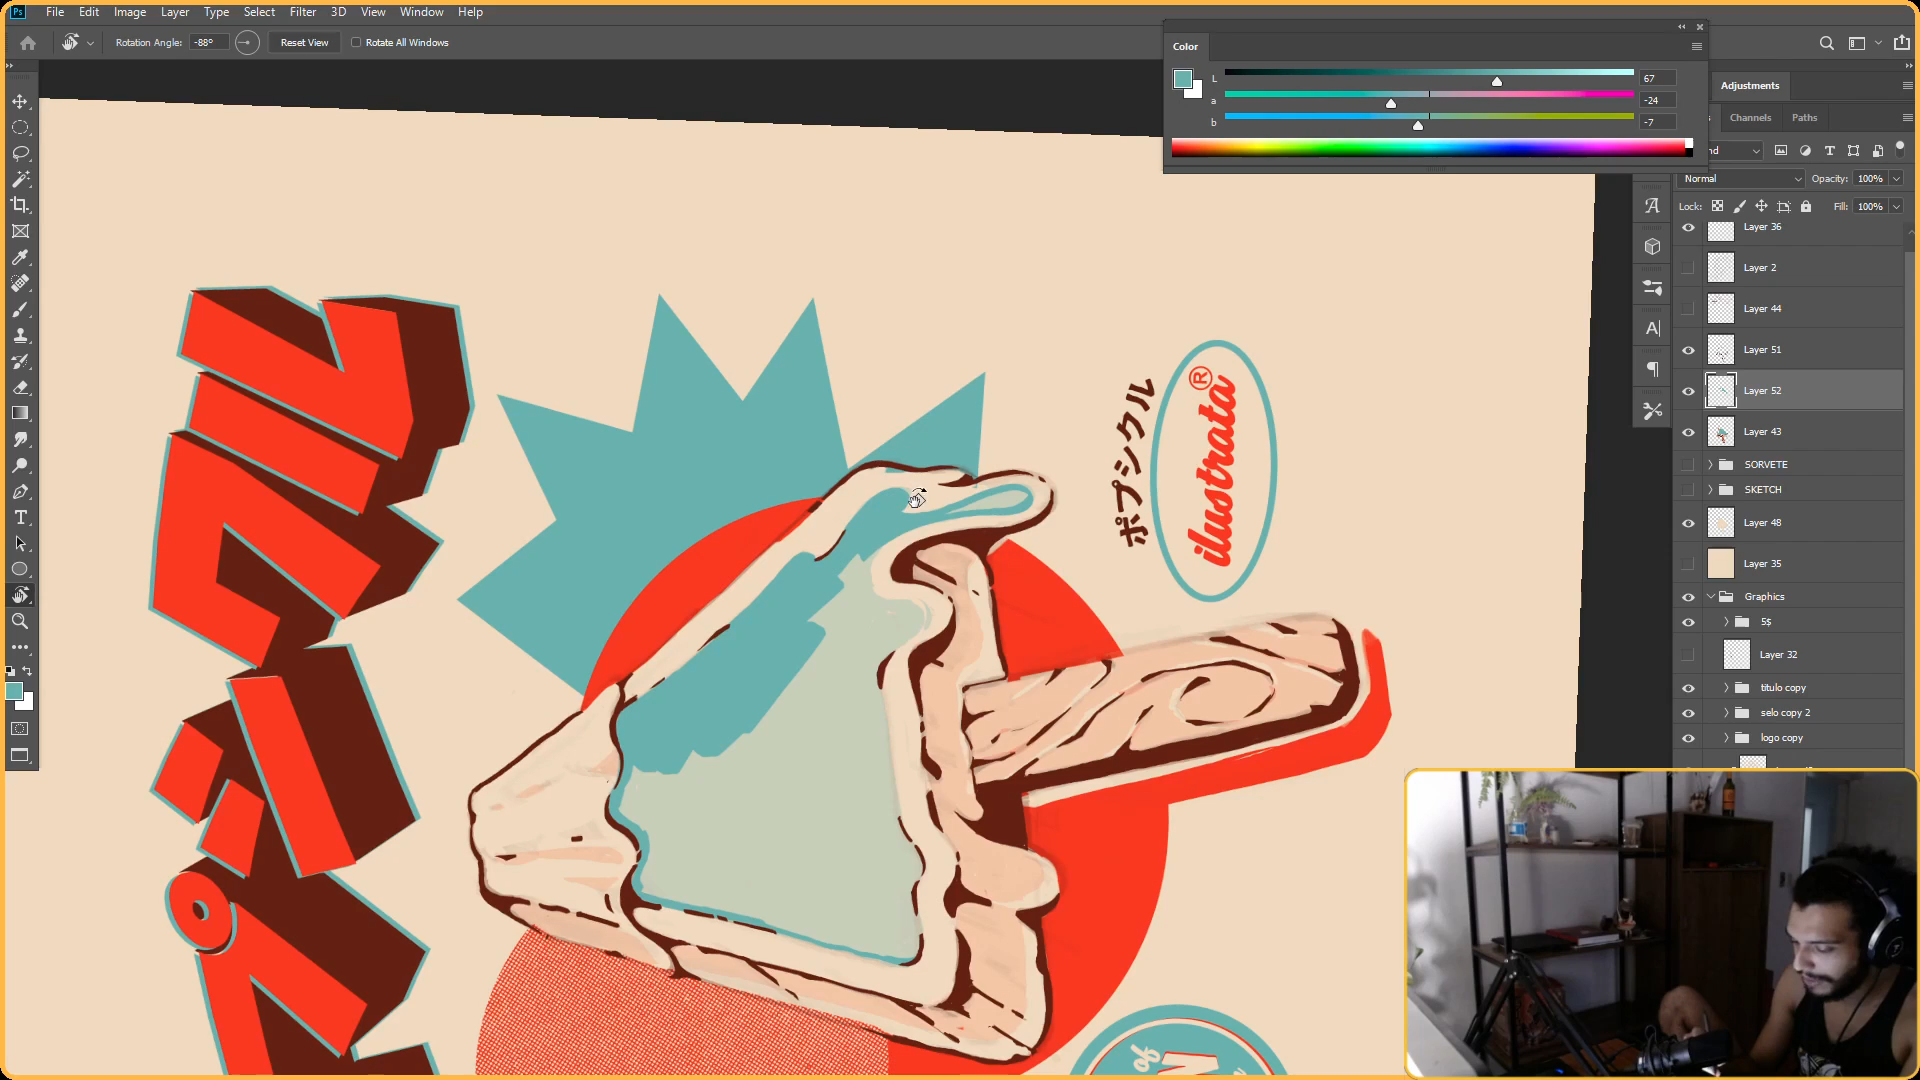 Ps File Edit Image Layer Type Select Filter 3D View Window Help
Rotation Angle: -88° Reset View Rotate All Windows
Color
L 67
a -24
b -7
Adjustments
Channels Paths
Normal Opacity: 100%
Lock: Fill: 100%
Layer 36
Layer 2
Layer 44
Layer 51
Layer 52
Layer 43
SORVETE
SKETCH
Layer 48
Layer 35
Graphics
5$
Layer 32
titulo copy
selo copy 2
logo copy
ポプシクル
ilustrata®
of